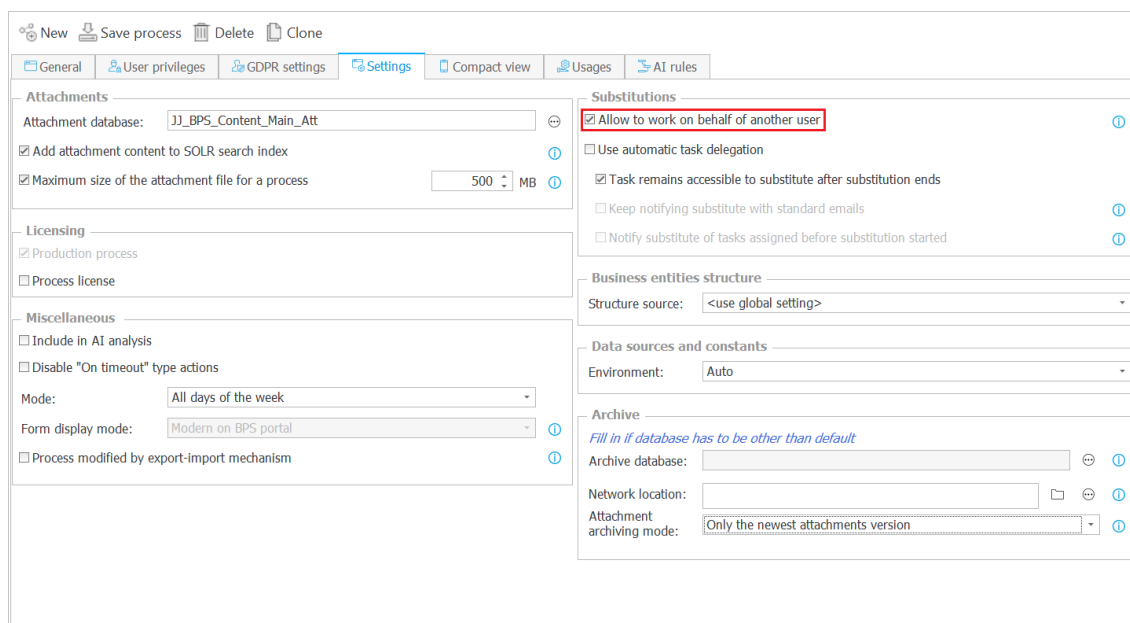 New Save process Delete Clone
General User privileges GDPR settings Settings Compact view Usages AI rules
Attachments
Attachment database: JJ_BPS_Content_Main_Att
Add attachment content to SOLR search index
Maximum size of the attachment file for a process 500 MB
Licensing
Production process
Process license
Miscellaneous
Include in AI analysis
Disable "On timeout" type actions
Mode: All days of the week
Form display mode: Modern on BPS portal
Process modified by export-import mechanism
Substitutions
Allow to work on behalf of another user
Use automatic task delegation
Task remains accessible to substitute after substitution ends
Keep notifying substitute with standard emails
Notify substitute of tasks assigned before substitution started
Business entities structure
Structure source: <use global setting>
Data sources and constants
Environment: Auto
Archive
Fill in if database has to be other than default
Archive database:
Network location:
Attachment
archiving mode: Only the newest attachments version